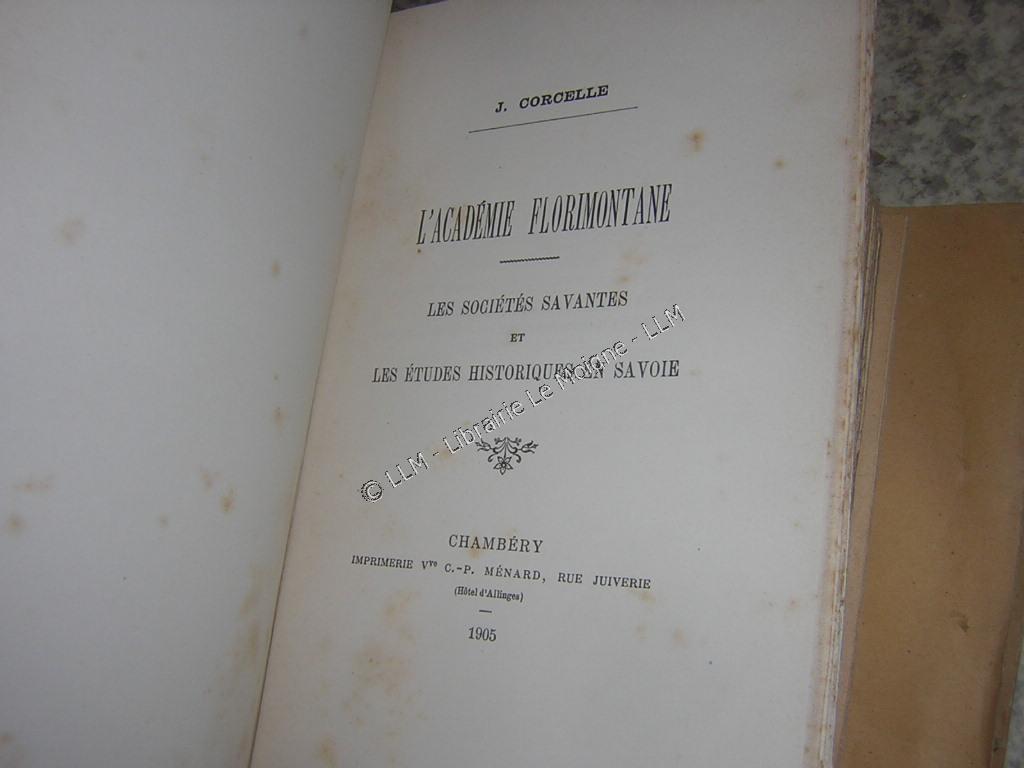 J. CORCELLE
L'ACADÉMIE FLORIMONTANE
LES SOCIÉTÉS SAVANTES
ET
LES ÉTUDES HISTORIQUES EN SAVOIE
© LLM - Librairie Le Moigne - LLM
CHAMBÉRY
IMPRIMERIE Vve C.-P. MÉNARD, RUE JUIVERIE
(Hôtel d'Allinges)
1905